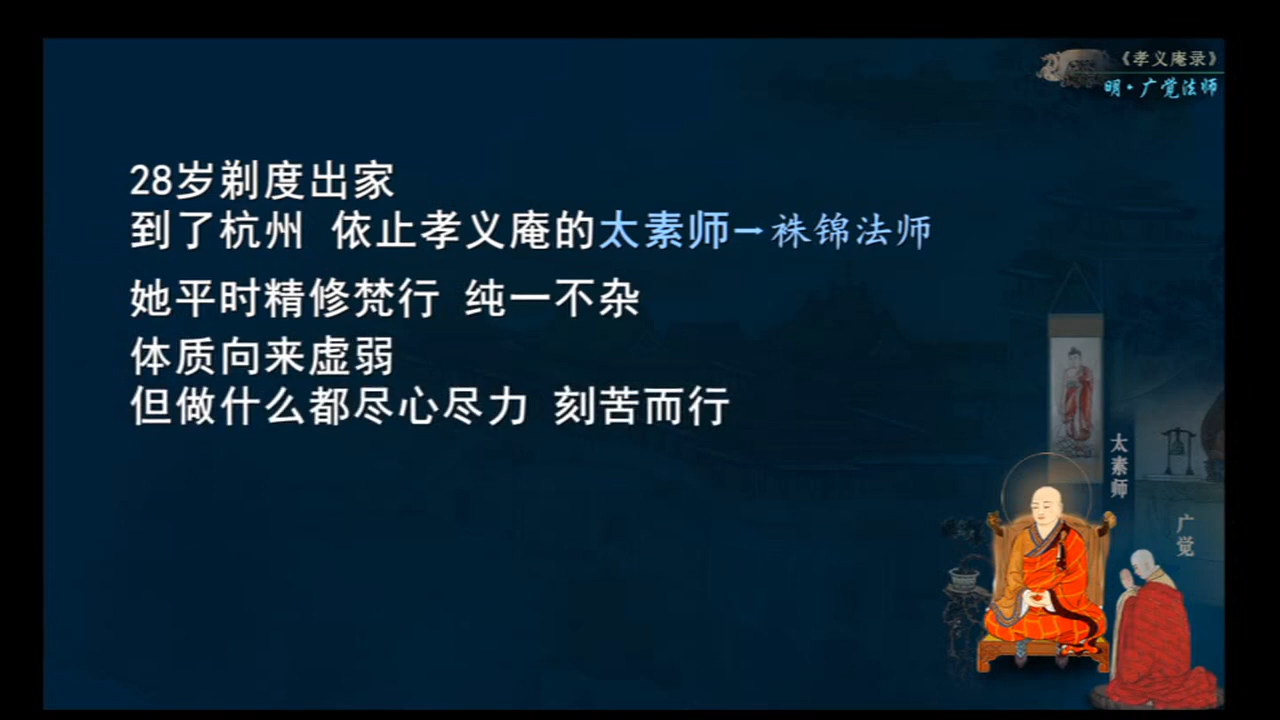 《孝义庵录》
明·广觉法师
28岁剃度出家
到了杭州 依止孝义庵的太素师→袾锦法师
她平时精修梵行 纯一不杂
体质向来虚弱
但做什么都尽心尽力 刻苦而行
太素师
广觉